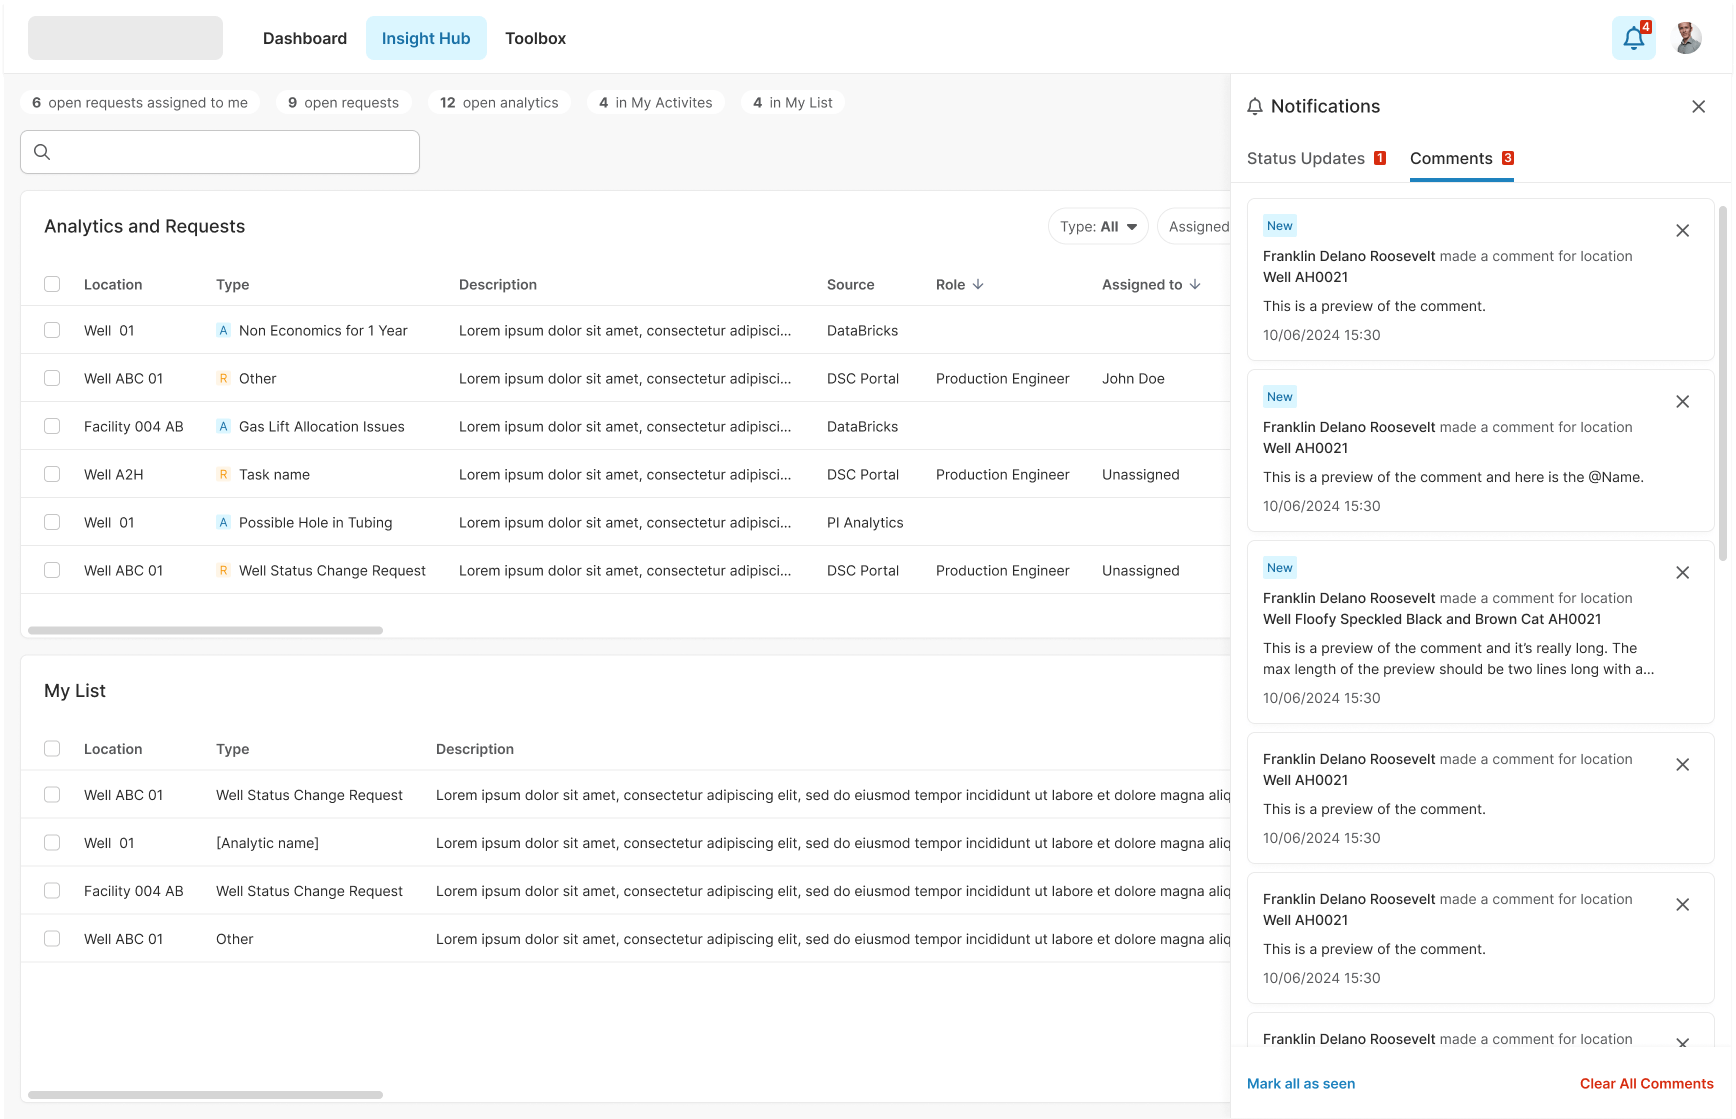 Dashboard
Insight Hub
Toolbox
4
6 open requests assigned to me
9 open requests
12 open analytics
4 in My Activites
4 in My List
Analytics and Requests
Type: All
Assigned
Location Type Description Source Role Assigned to
Well 01 A Non Economics for 1 Year Lorem ipsum dolor sit amet, consectetur adipisci... DataBricks
Well ABC 01 R Other Lorem ipsum dolor sit amet, consectetur adipisci... DSC Portal Production Engineer John Doe
Facility 004 AB A Gas Lift Allocation Issues Lorem ipsum dolor sit amet, consectetur adipisci... DataBricks
Well A2H R Task name Lorem ipsum dolor sit amet, consectetur adipisci... DSC Portal Production Engineer Unassigned
Well 01 A Possible Hole in Tubing Lorem ipsum dolor sit amet, consectetur adipisci... PI Analytics
Well ABC 01 R Well Status Change Request Lorem ipsum dolor sit amet, consectetur adipisci... DSC Portal Production Engineer Unassigned
My List
Location Type Description
Well ABC 01 Well Status Change Request Lorem ipsum dolor sit amet, consectetur adipiscing elit, sed do eiusmod tempor incididunt ut labore et dolore magna aliq
Well 01 [Analytic name] Lorem ipsum dolor sit amet, consectetur adipiscing elit, sed do eiusmod tempor incididunt ut labore et dolore magna aliq
Facility 004 AB Well Status Change Request Lorem ipsum dolor sit amet, consectetur adipiscing elit, sed do eiusmod tempor incididunt ut labore et dolore magna aliq
Well ABC 01 Other Lorem ipsum dolor sit amet, consectetur adipiscing elit, sed do eiusmod tempor incididunt ut labore et dolore magna aliq
Notifications
Status Updates 1
Comments 3
New
Franklin Delano Roosevelt made a comment for location
Well AH0021
This is a preview of the comment.
10/06/2024 15:30
New
Franklin Delano Roosevelt made a comment for location
Well AH0021
This is a preview of the comment and here is the @Name.
10/06/2024 15:30
New
Franklin Delano Roosevelt made a comment for location
Well Floofy Speckled Black and Brown Cat AH0021
This is a preview of the comment and it’s really long. The
max length of the preview should be two lines long with a...
10/06/2024 15:30
Franklin Delano Roosevelt made a comment for location
Well AH0021
This is a preview of the comment.
10/06/2024 15:30
Franklin Delano Roosevelt made a comment for location
Well AH0021
This is a preview of the comment.
10/06/2024 15:30
Franklin Delano Roosevelt made a comment for location
Mark all as seen
Clear All Comments